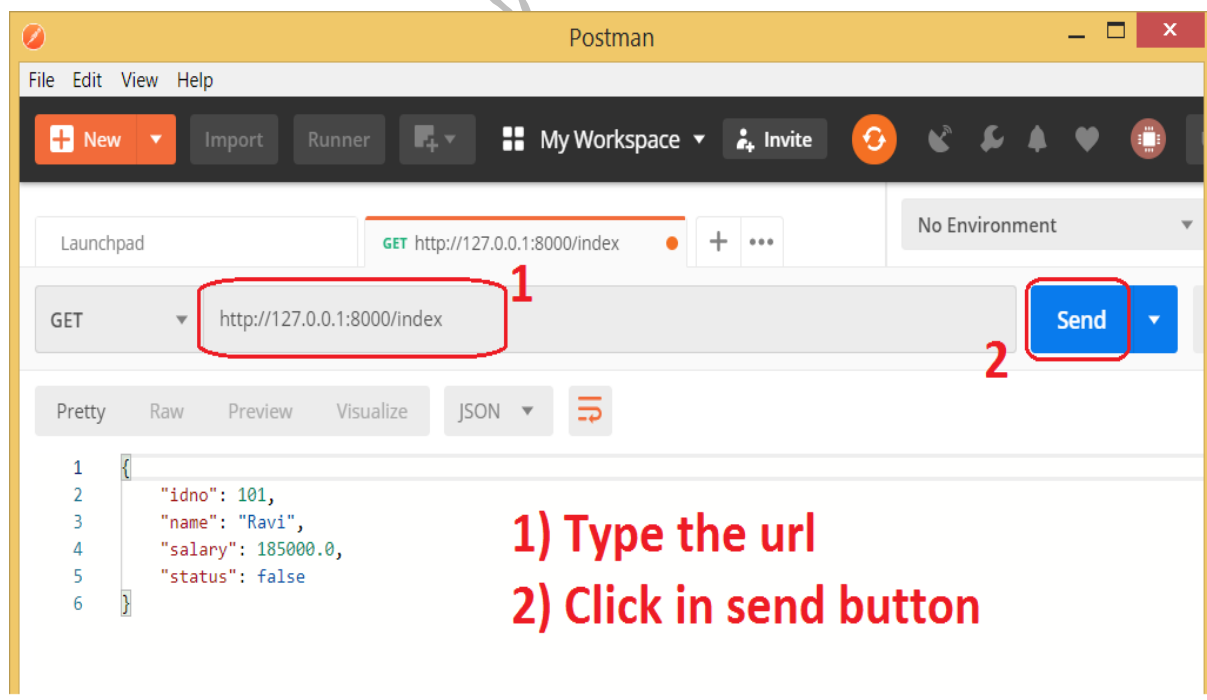 Postman
File Edit View Help
New Import Runner My Workspace Invite
No Environment
Launchpad GET http://127.0.0.1:8000/index
1
GET http://127.0.0.1:8000/index Send
2
Pretty Raw Preview Visualize JSON
1 {
2 "idno": 101,
3 "name": "Ravi",
4 "salary": 185000.0,
5 "status": false
6 }
1) Type the url
2) Click in send button